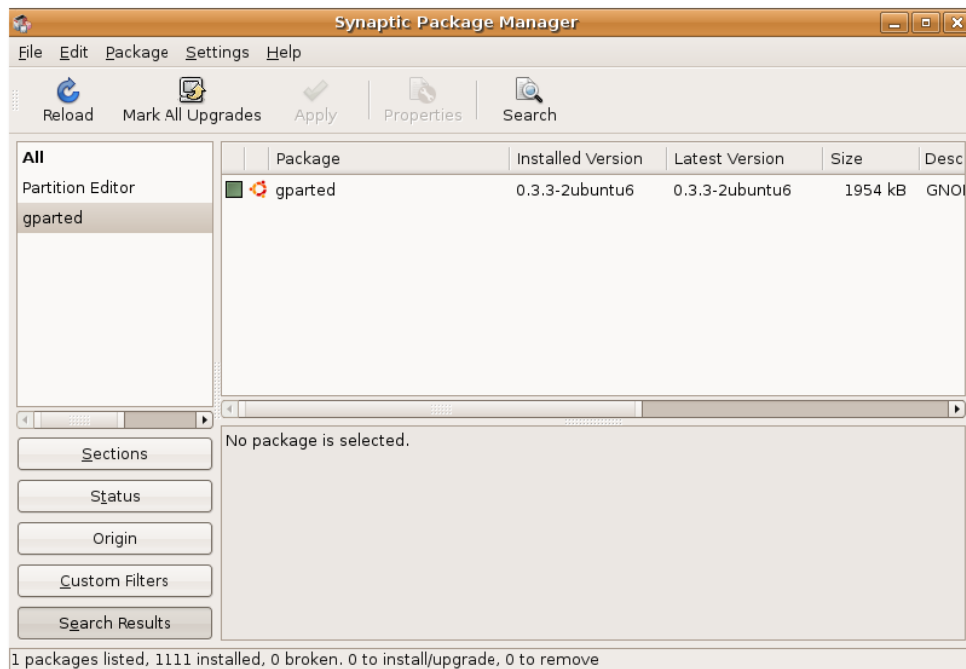 Synaptic Package Manager
File Edit Package Settings Help
Reload Mark All Upgrades Apply Properties Search
All
Partition Editor
gparted
Package Installed Version Latest Version Size Desc
gparted 0.3.3-2ubuntu6 0.3.3-2ubuntu6 1954 kB GNO
No package is selected.
Sections
Status
Origin
Custom Filters
Search Results
1 packages listed, 1111 installed, 0 broken. 0 to install/upgrade, 0 to remove